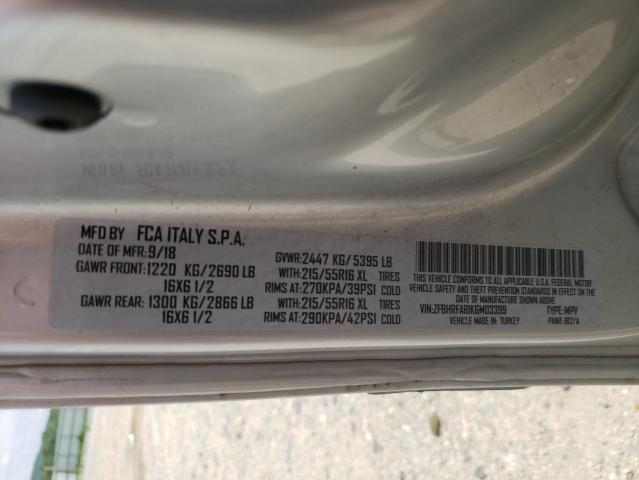 MFD BY FCA ITALY S.P.A.
DATE OF MFR: 9/18
GAWR FRONT: 1220 KG/2690 LB
16X6 1/2
GAWR REAR: 1300 KG/2866 LB
16X6 1/2
GVWR: 2447 KG/5395 LB
WITH: 215/55R16 XL TIRES
RIMS AT: 270KPA/39PSI COLD
WITH: 215/55R16 XL TIRES
RIMS AT: 290KPA/42PSI COLD
THIS VEHICLE CONFORMS TO ALL APPLICABLE U.S.A. FEDERAL MOTOR
VEHICLE SAFETY AND THEFT PREVENTION STANDARDS IN EFFECT ON THE DATE OF
MANUFACTURE SHOWN ABOVE.
VIN: ZFBHRFAB1K6M03399 TYPE: MPV
VEHICLE MADE IN: TURKEY PAINT: 612/A